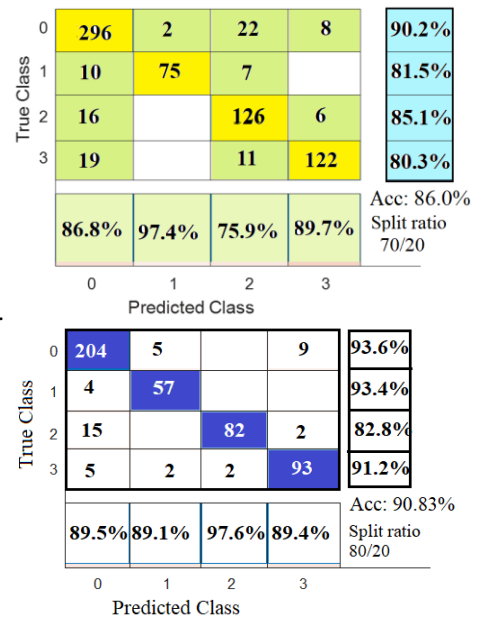 0 296 2 22 8 90.2%
1 10 75 7 81.5%
2 16 126 6 85.1%
3 19 11 122 80.3%
True Class
86.8% 97.4% 75.9% 89.7%
Acc: 86.0%
Split ratio
70/20
0 1 2 3
Predicted Class
0 204 5 9 93.6%
1 4 57 93.4%
2 15 82 2 82.8%
3 5 2 2 93 91.2%
True Class
89.5% 89.1% 97.6% 89.4%
Acc: 90.83%
Split ratio
80/20
0 1 2 3
Predicted Class